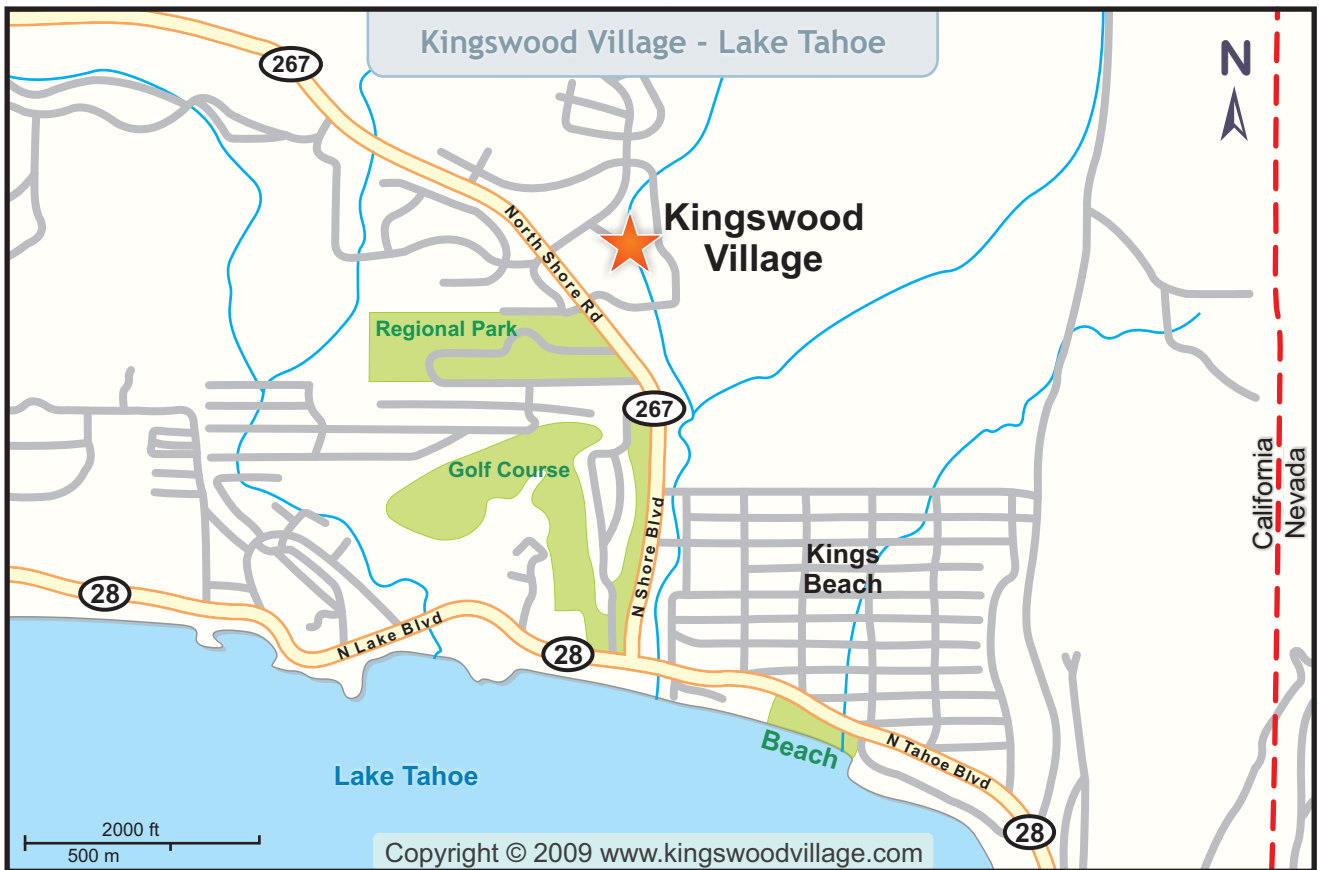 Kingswood Village - Lake Tahoe
267
N
North Shore Rd
Kingswood
Village
Regional Park
267
Golf Course
California
Nevada
N Shore Blvd
Kings
Beach
28
N Lake Blvd
28
Beach
N Tahoe Blvd
Lake Tahoe
28
2000 ft
500 m
Copyright © 2009 www.kingswoodvillage.com